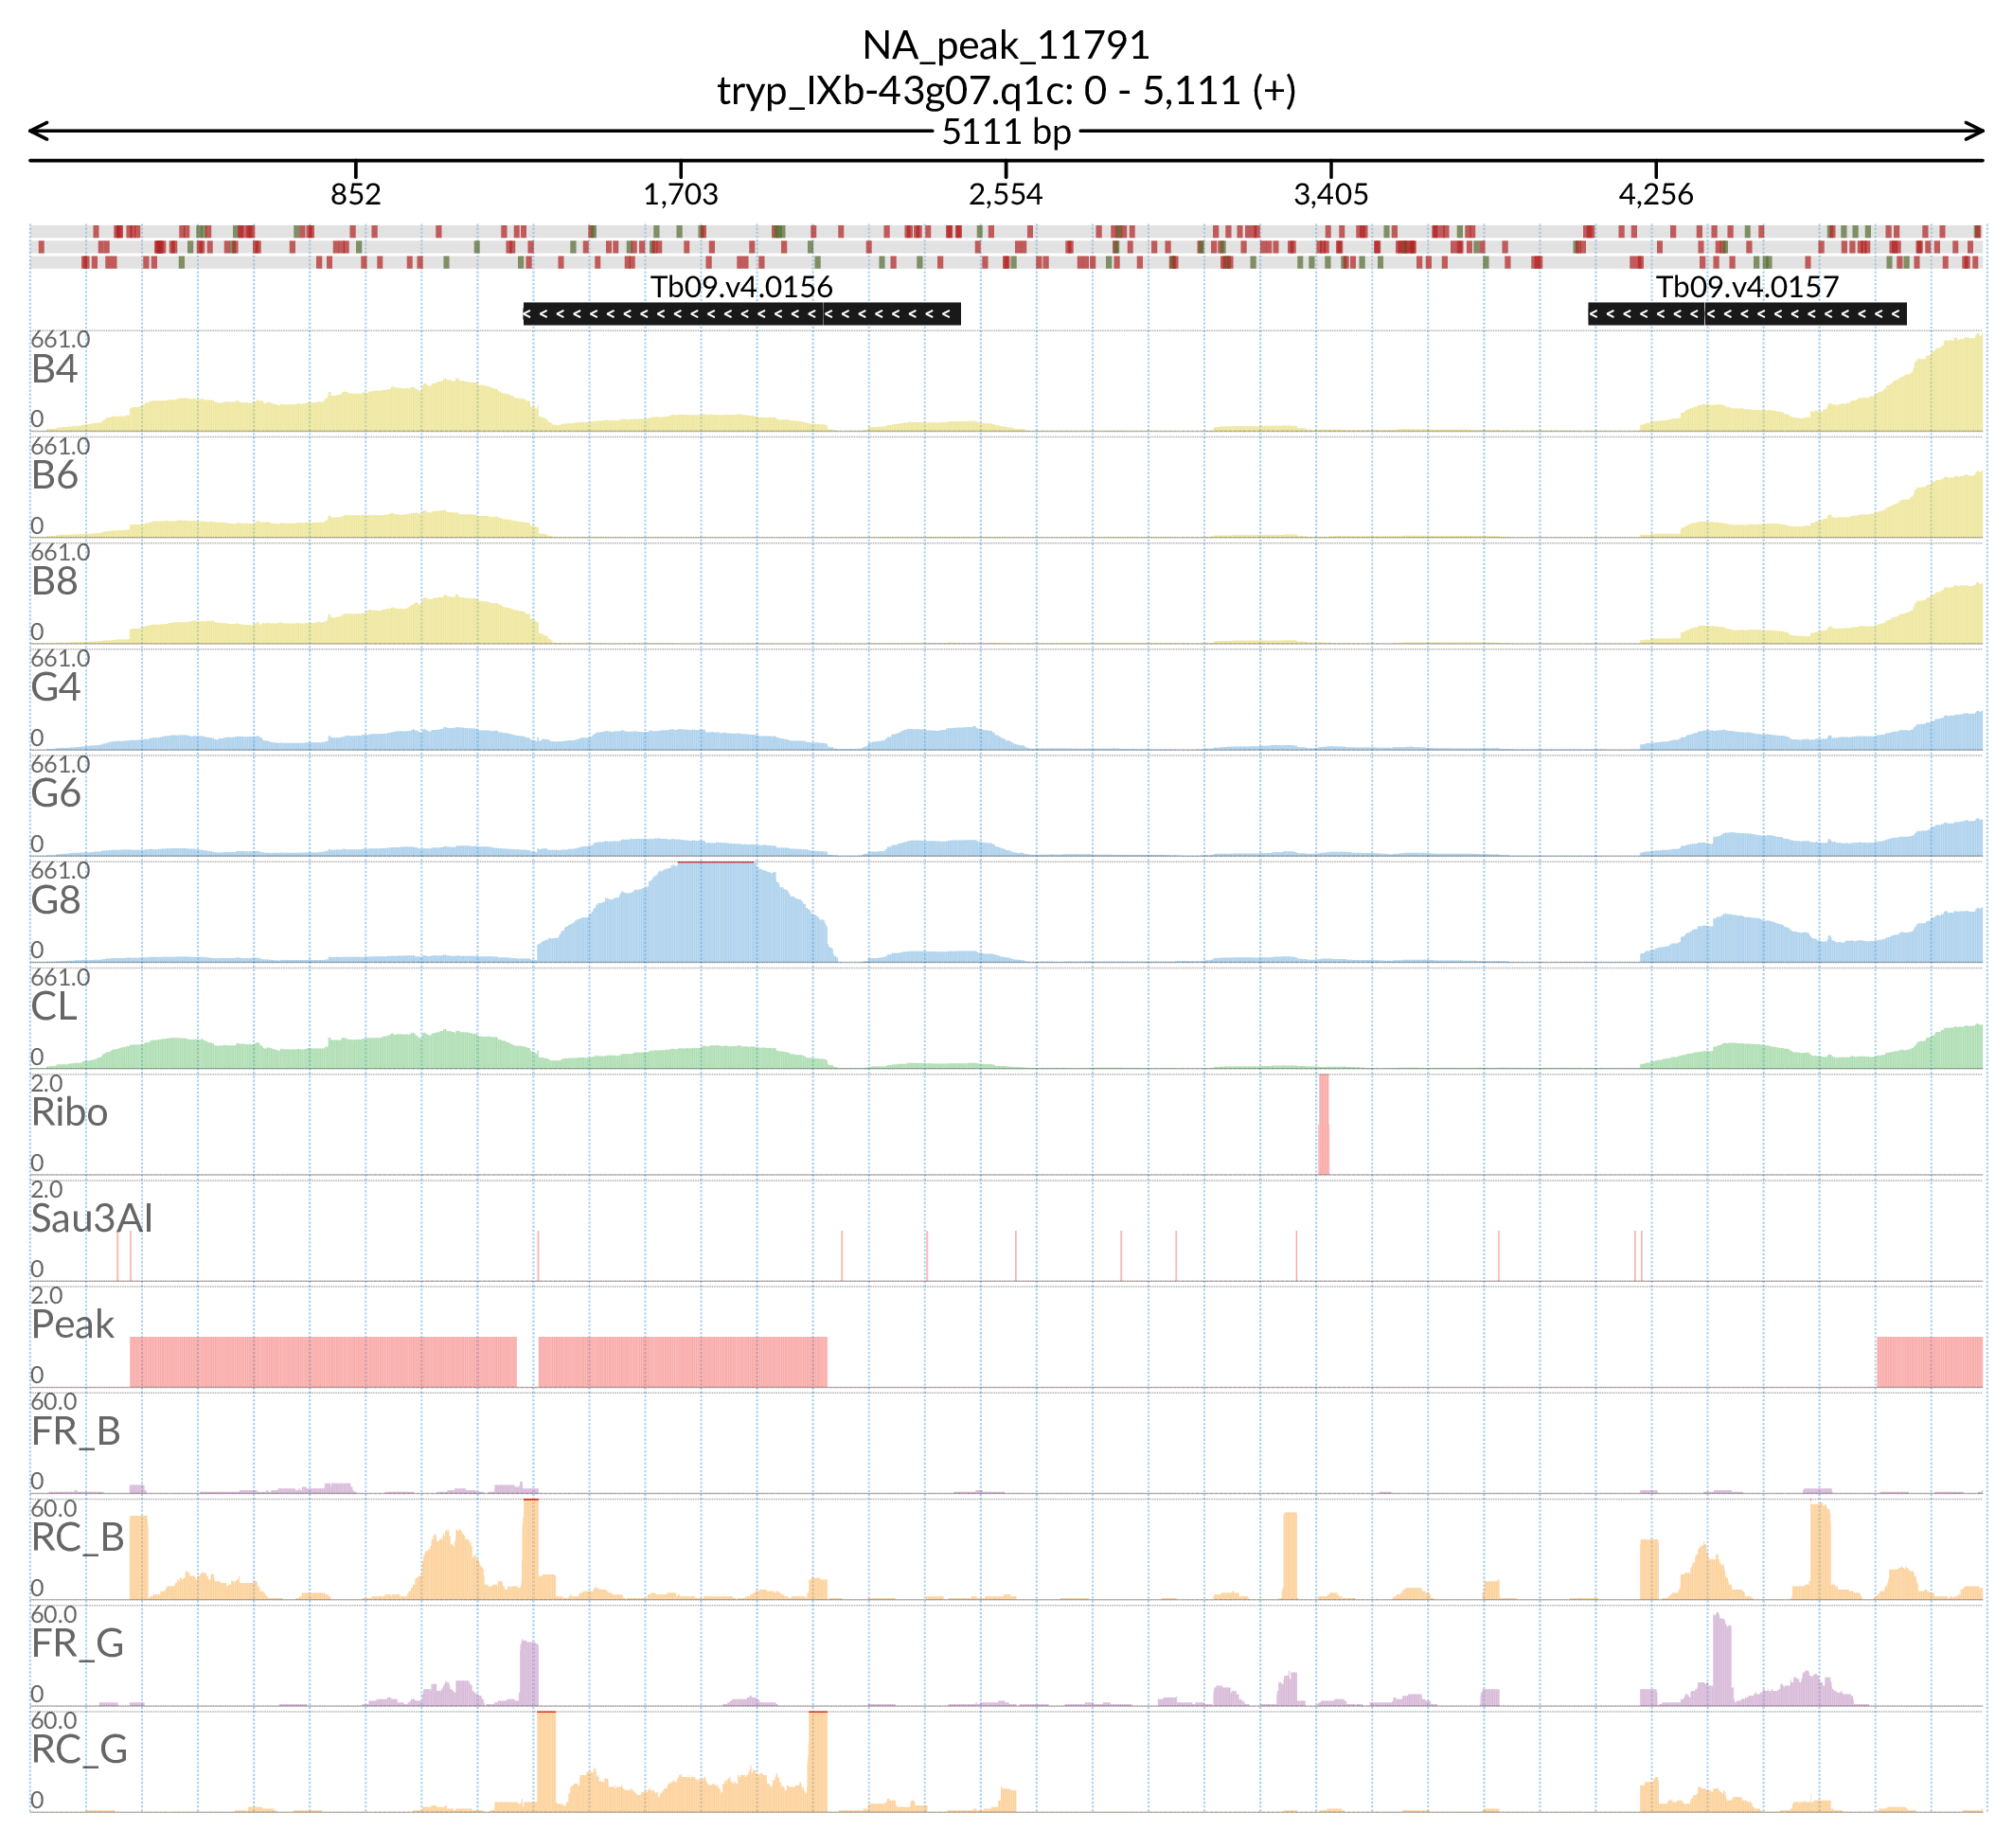 NA_peak_11791
tryp_IXb-43g07.q1c: 0 - 5,111 (+)
5111 bp
852 1,703 2,554 3,405 4,256
Tb09.v4.0156 Tb09.v4.0157
661.0
B4
0
661.0
B6
0
661.0
B8
0
661.0
G4
0
661.0
G6
0
661.0
G8
0
661.0
CL
0
2.0
Ribo
0
2.0
Sau3AI
0
2.0
Peak
0
60.0
FR_B
0
60.0
RC_B
0
60.0
FR_G
0
60.0
RC_G
0